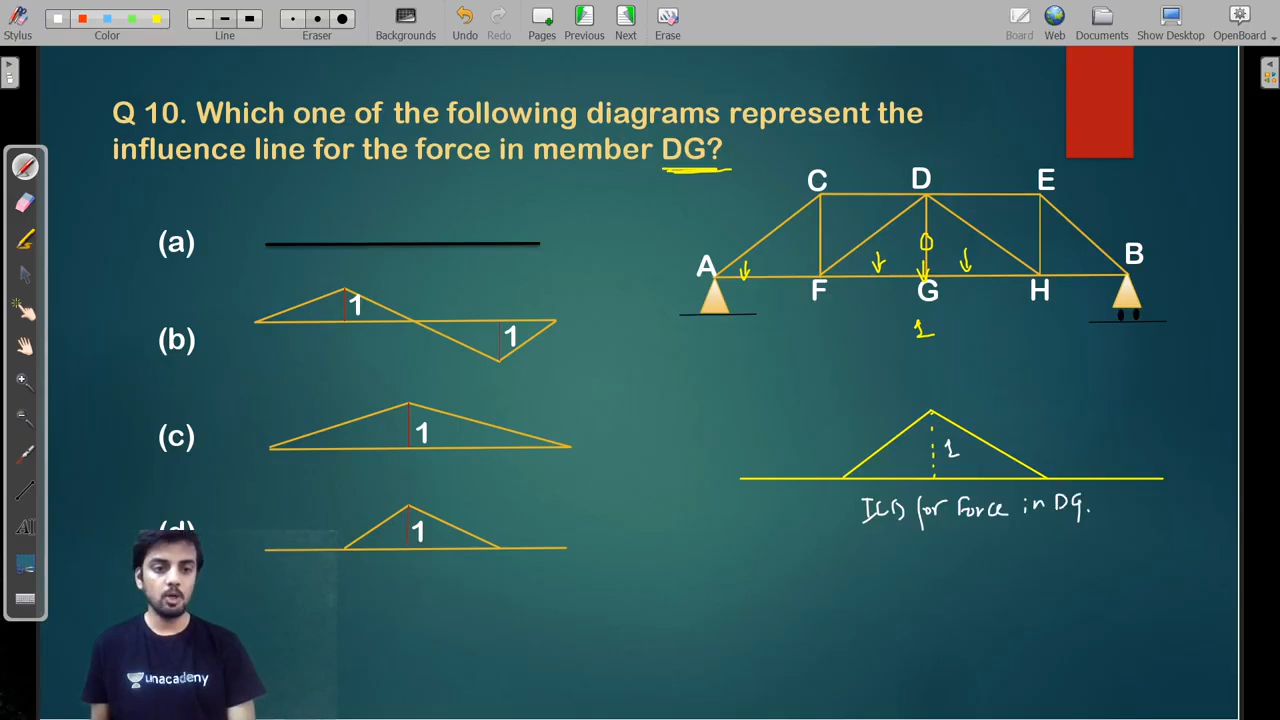 Stylus
Color
Line
Eraser
Backgrounds
Undo
Redo
Pages
Previous
Next
Erase
Board
Web
Documents
Show Desktop
OpenBoard
Q 10. Which one of the following diagrams represent the
influence line for the force in member DG?
C D E
A B
F G H
1
(a)
(b) 1 1
(c) 1
(d) 1
1
ILD for Force in DG.
unacademy